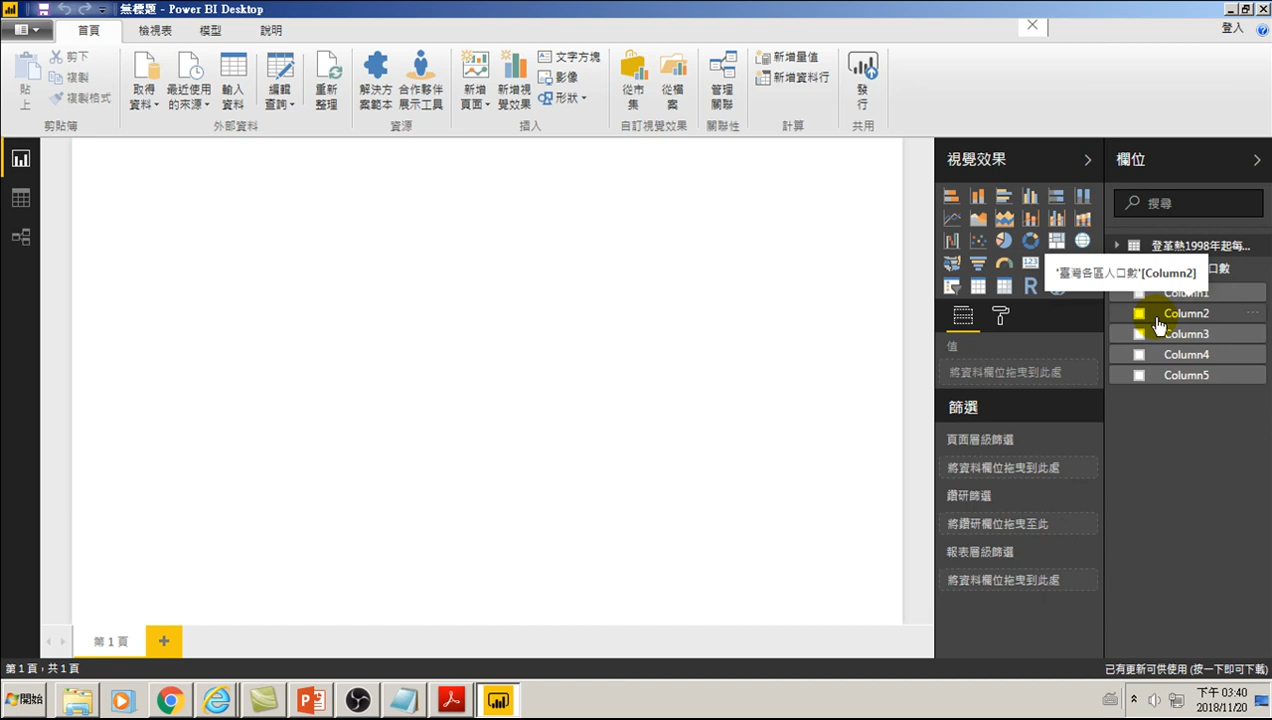 無標題 - Power BI Desktop
首頁
檢視表
模型
說明
登入
貼上
剪下
複製
複製格式
剪貼簿
取得資料
最近使用的來源
輸入資料
編輯查詢
外部資料
重新整理
解決方案範本
合作夥伴展示工具
資源
新增頁面
新增視覺效果
文字方塊
影像
形狀
插入
從市集
從檔案
自訂視覺效果
管理關聯
關聯性
新增量值
新增資料行
計算
發行
共用
視覺效果
123
R
值
將資料欄位拖曳到此處
篩選
頁面層級篩選
將資料欄位拖曳到此處
鑽研篩選
將鑽研欄位拖曳至此
報表層級篩選
將資料欄位拖曳到此處
欄位
搜尋
登革熱1998年起每...
口數
'臺灣各區人口數'[Column2]
Column1
Column2
Column3
Column4
Column5
第 1 頁
第 1 頁，共 1 頁
已有更新可供使用 (按一下即可下載)
開始
下午 03:40
2018/11/20